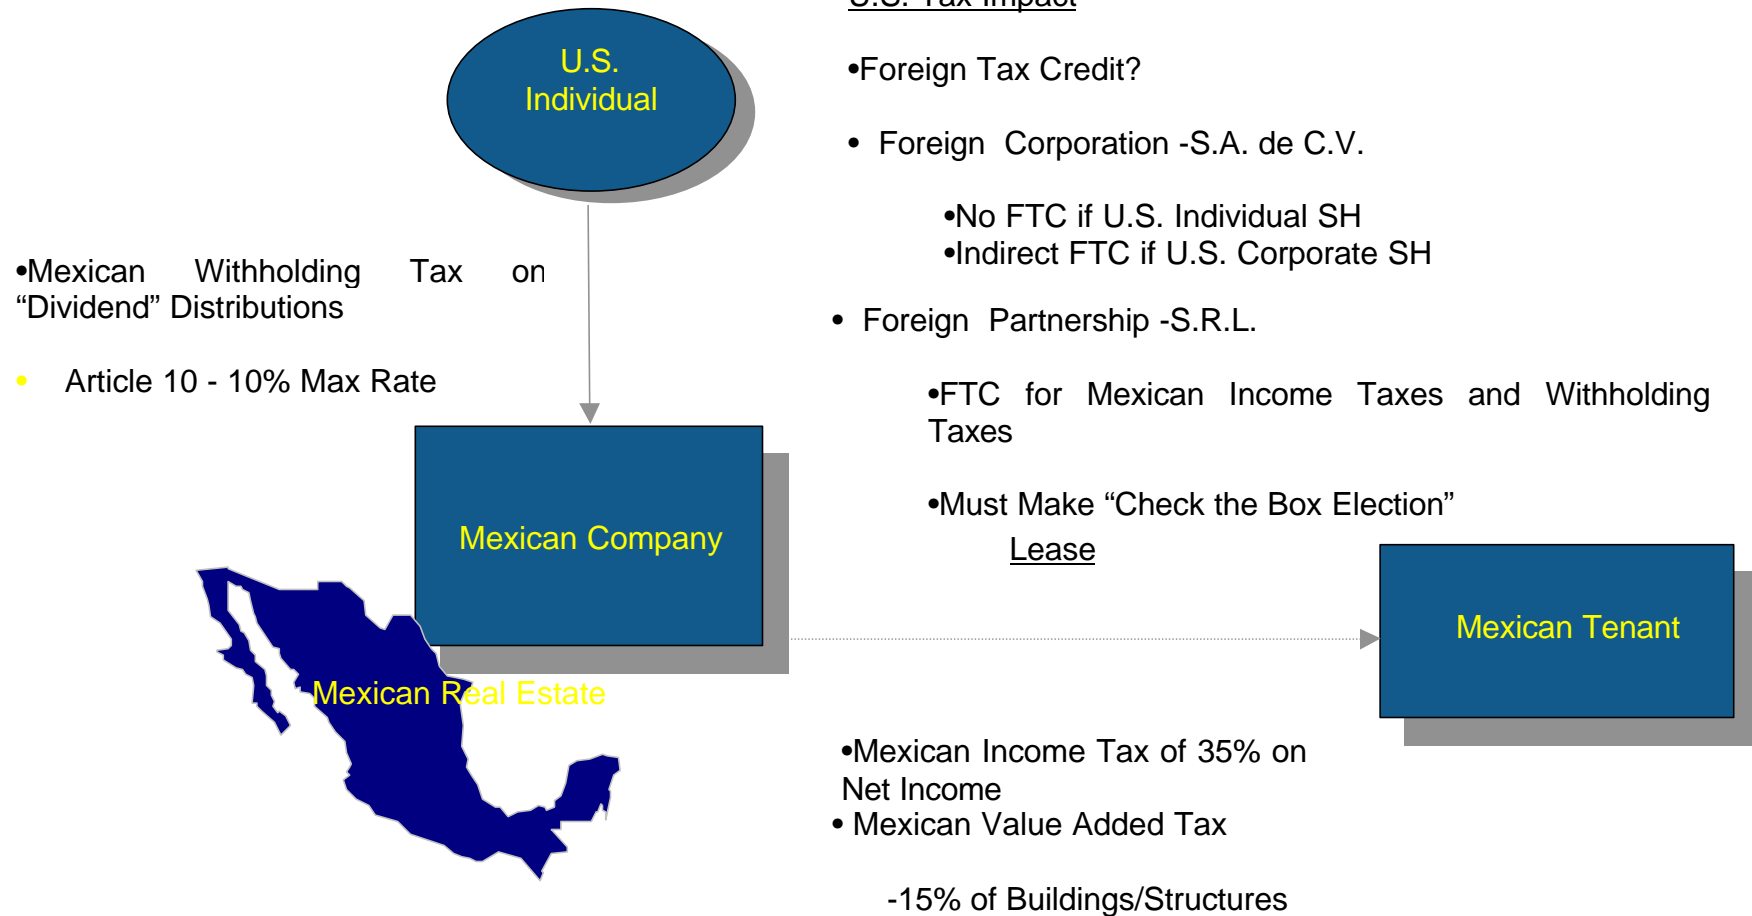 U.S. Tax Impact
U.S.
Individual
•Foreign Tax Credit?
• Foreign Corporation -S.A. de C.V.
•No FTC if U.S. Individual SH
•Indirect FTC if U.S. Corporate SH
•Mexican Withholding Tax on
“Dividend” Distributions
• Article 10 - 10% Max Rate
• Foreign Partnership -S.R.L.
•FTC for Mexican Income Taxes and Withholding
Taxes
•Must Make “Check the Box Election”
Lease
Mexican Company
Mexican Tenant
Mexican Real Estate
•Mexican Income Tax of 35% on
Net Income
• Mexican Value Added Tax
-15% of Buildings/Structures